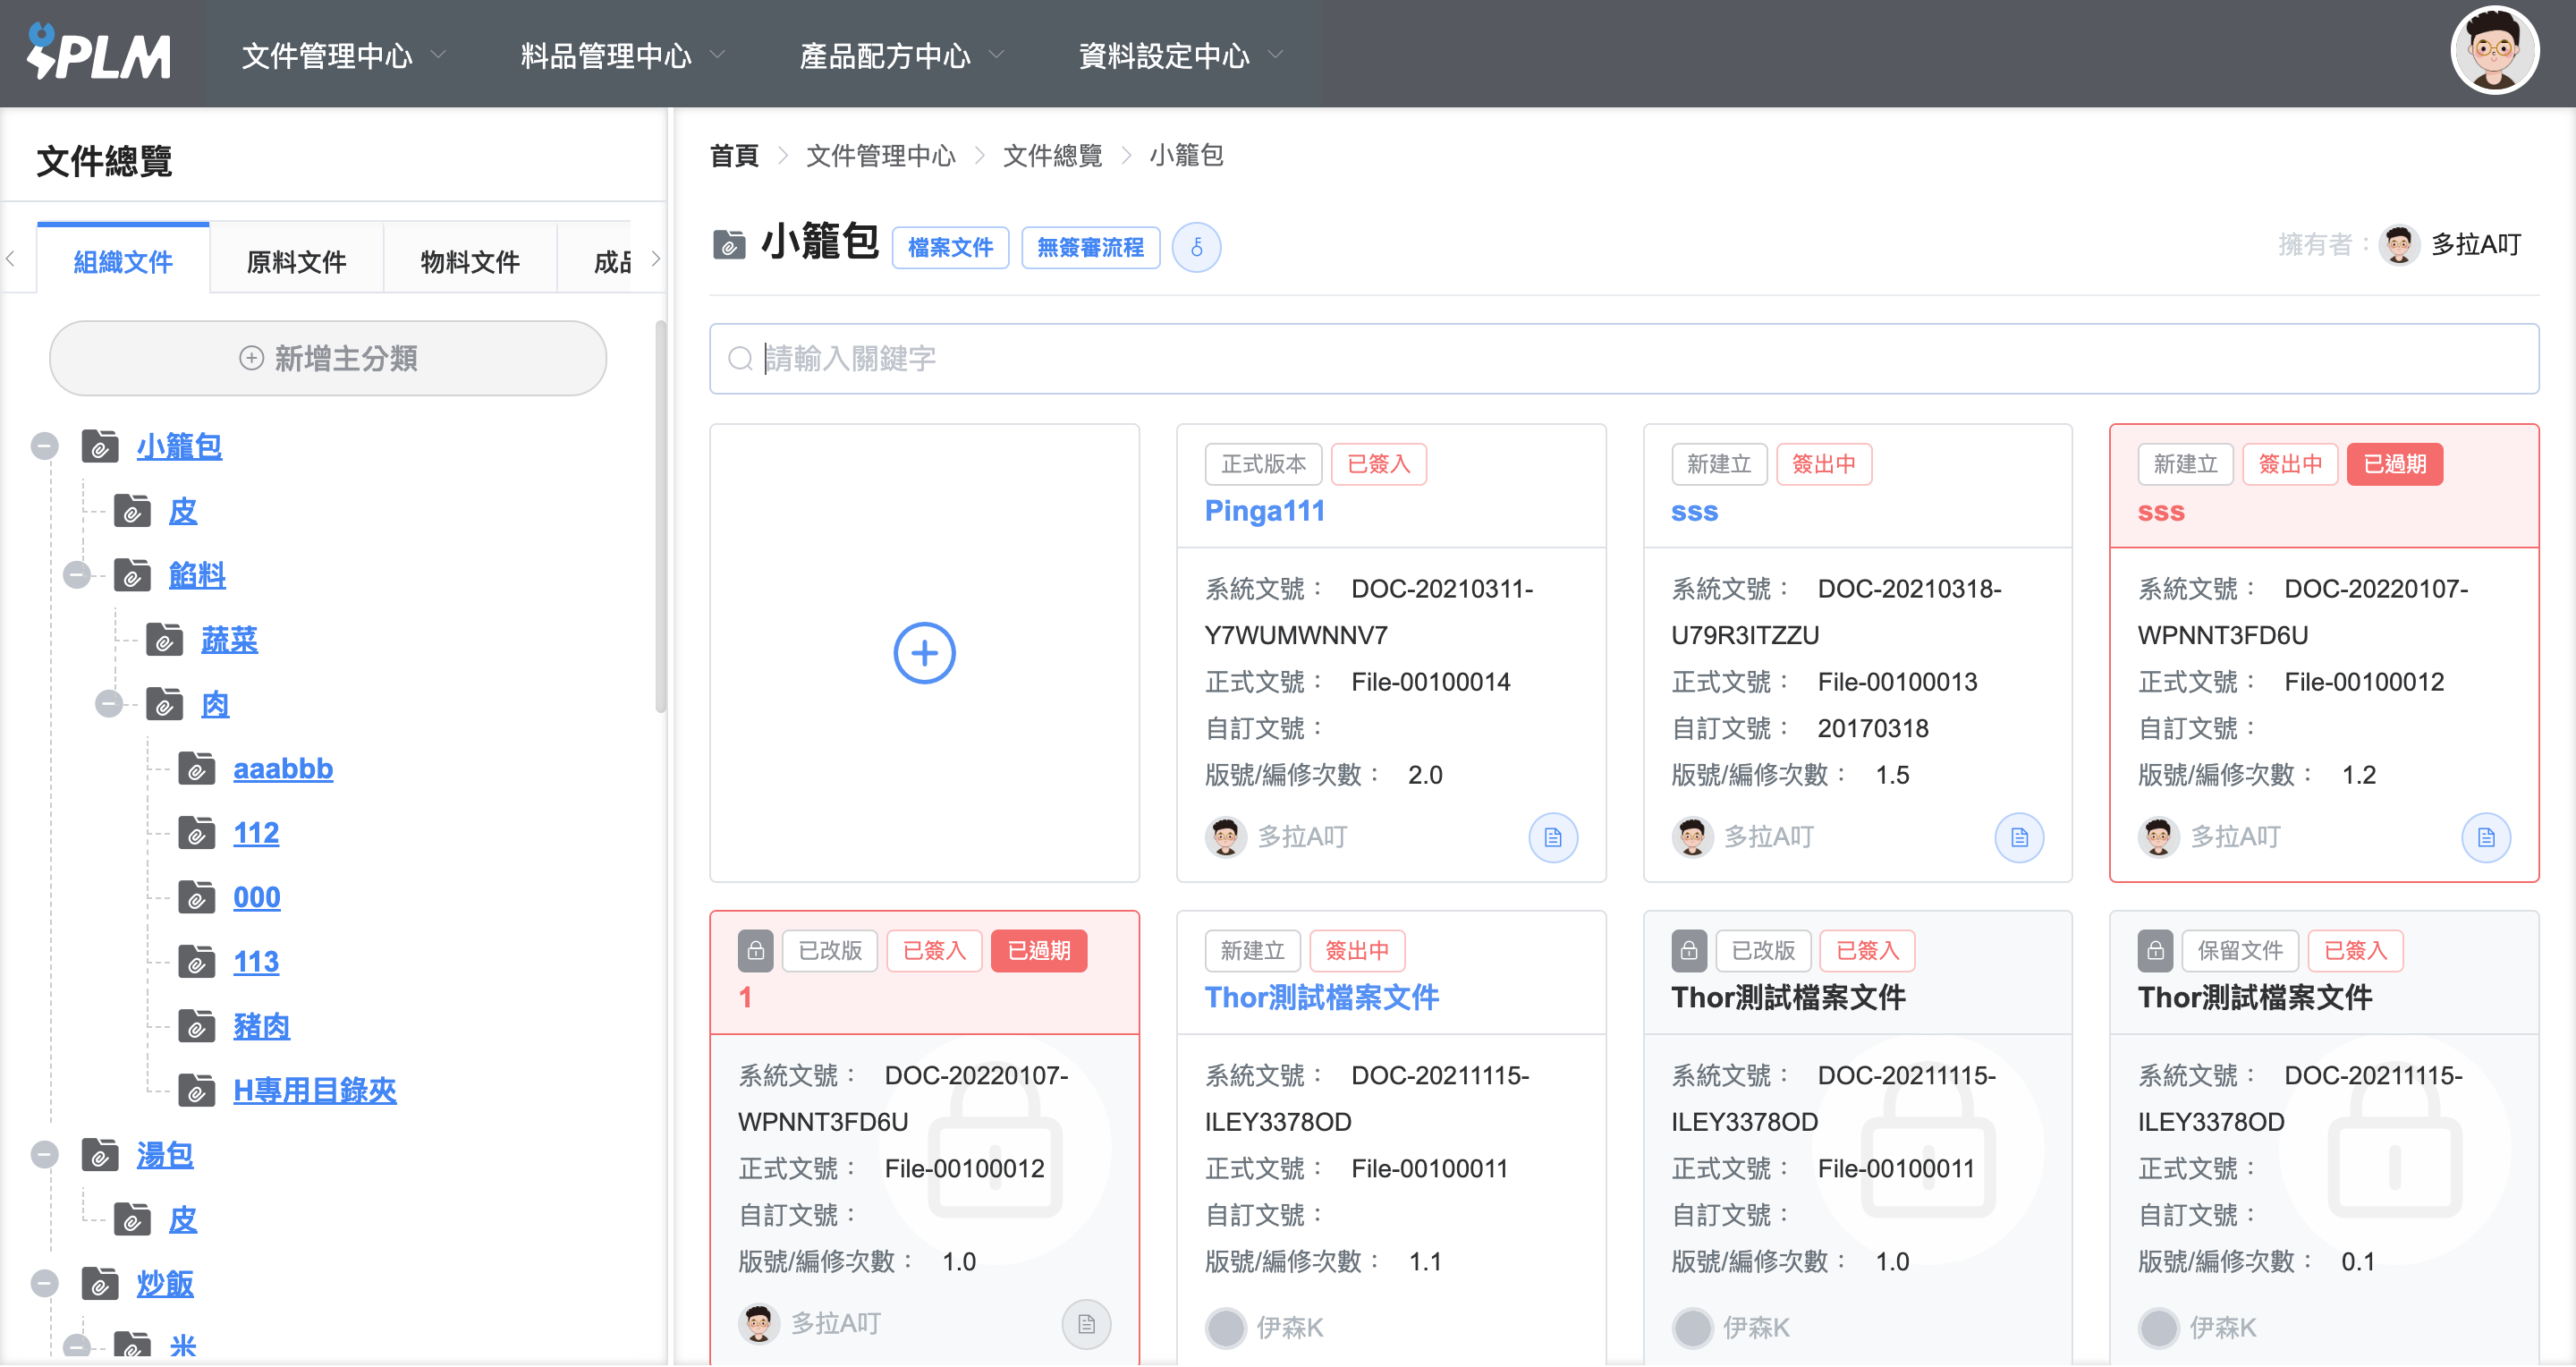 iPLM
文件管理中心
料品管理中心
產品配方中心
資料設定中心
文件總覽
組織文件
原料文件
物料文件
新增主分類
小籠包
皮
餡料
蔬菜
肉
aaabbb
112
000
113
豬肉
H專用目錄夾
湯包
皮
炒飯
米
首頁 > 文件管理中心 > 文件總覽 > 小籠包
小籠包 檔案文件 無簽審流程
擁有者：多拉A叮
請輸入關鍵字
正式版本 已簽入
Pinga111
系統文號： DOC-20210311-
Y7WUMWNNV7
正式文號： File-00100014
自訂文號：
版號/編修次數： 2.0
多拉A叮
新建立 簽出中
sss
系統文號： DOC-20210318-
U79R3ITZZU
正式文號： File-00100013
自訂文號： 20170318
版號/編修次數： 1.5
多拉A叮
新建立 簽出中 已過期
sss
系統文號： DOC-20220107-
WPNNT3FD6U
正式文號： File-00100012
自訂文號：
版號/編修次數： 1.2
多拉A叮
已改版 已簽入 已過期
1
系統文號： DOC-20220107-
WPNNT3FD6U
正式文號： File-00100012
自訂文號：
版號/編修次數： 1.0
多拉A叮
新建立 簽出中
Thor測試檔案文件
系統文號： DOC-20211115-
ILEY3378OD
正式文號： File-00100011
自訂文號：
版號/編修次數： 1.1
伊森K
已改版 已簽入
Thor測試檔案文件
系統文號： DOC-20211115-
ILEY3378OD
正式文號： File-00100011
自訂文號：
版號/編修次數： 1.0
伊森K
保留文件 已簽入
Thor測試檔案文件
系統文號： DOC-20211115-
ILEY3378OD
正式文號：
自訂文號：
版號/編修次數： 0.1
伊森K